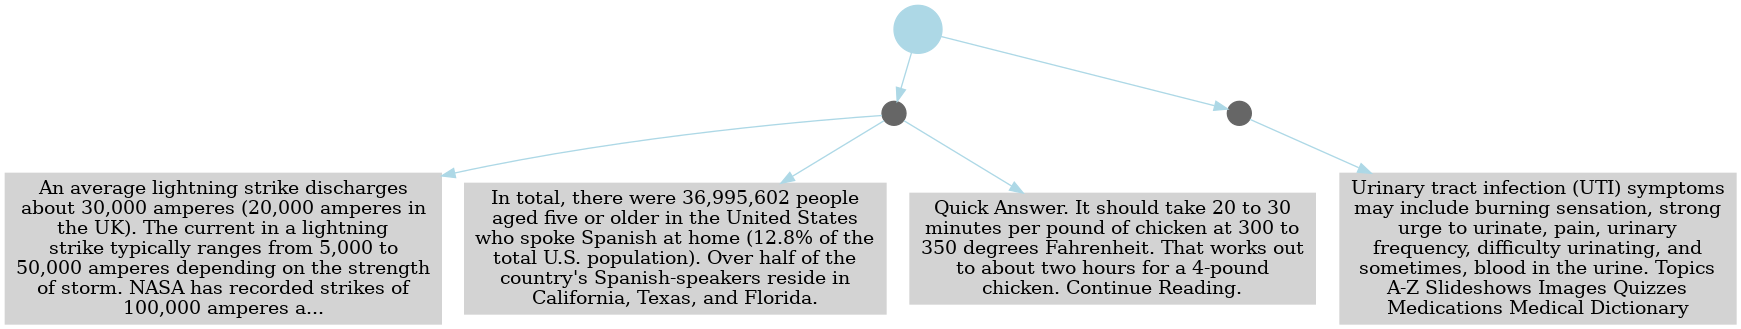 An average lightning strike discharges
about 30,000 amperes (20,000 amperes in
the UK). The current in a lightning
strike typically ranges from 5,000 to
50,000 amperes depending on the strength
of storm. NASA has recorded strikes of
100,000 amperes a...
In total, there were 36,995,602 people
aged five or older in the United States
who spoke Spanish at home (12.8% of the
total U.S. population). Over half of the
country's Spanish-speakers reside in
California, Texas, and Florida.
Quick Answer. It should take 20 to 30
minutes per pound of chicken at 300 to
350 degrees Fahrenheit. That works out
to about two hours for a 4-pound
chicken. Continue Reading.
Urinary tract infection (UTI) symptoms
may include burning sensation, strong
urge to urinate, pain, urinary
frequency, difficulty urinating, and
sometimes, blood in the urine. Topics
A-Z Slideshows Images Quizzes
Medications Medical Dictionary